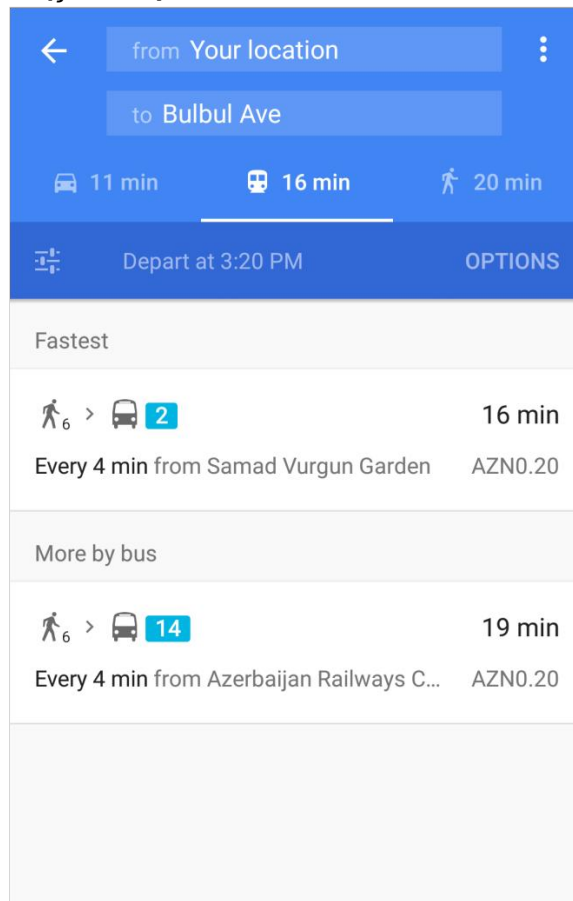 from Your location
to Bulbul Ave
11 min 16 min 20 min
Depart at 3:20 PM OPTIONS
Fastest
6 > 2 16 min
Every 4 min from Samad Vurgun Garden AZN0.20
More by bus
6 > 14 19 min
Every 4 min from Azerbaijan Railways C... AZN0.20